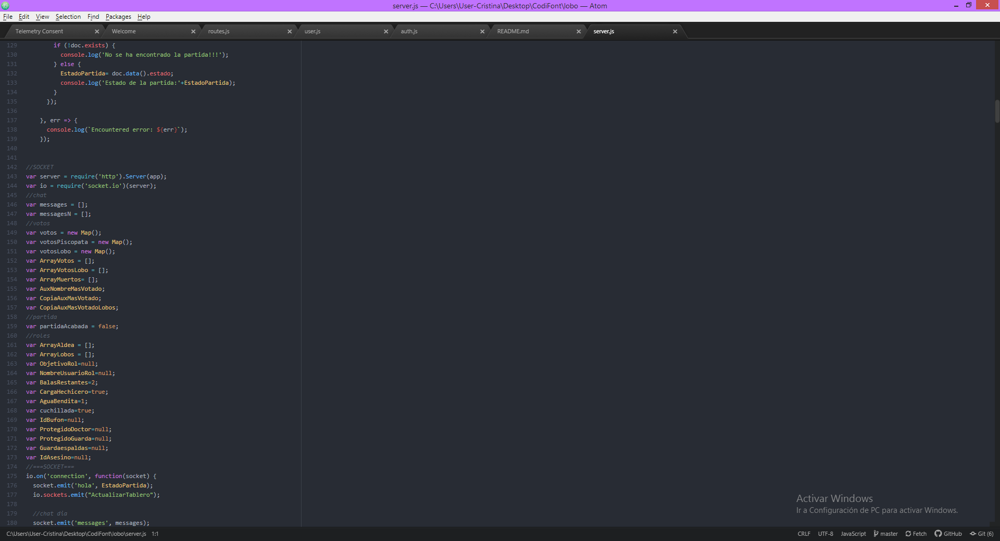 server.js — C:\Users\User-Cristina\Desktop\CodiFont\lobo — Atom
File Edit View Selection Find Packages Help
Telemetry Consent Welcome routes.js user.js auth.js README.md server.js
129 if (!doc.exists) {
130 console.log('No se ha encontrado la partida!!!');
131 } else {
132 EstadoPartida= doc.data().estado;
133 console.log('Estado de la partida:'+EstadoPartida);
134 }
135 });
136
137 }, err => {
138 console.log(`Encountered error: ${err}`);
139 });
140
141
142 //SOCKET
143 var server = require('http').Server(app);
144 var io = require('socket.io')(server);
145 //chat
146 var messages = [];
147 var messagesN = [];
148 //votos
149 var votos = new Map();
150 var votosPiscopata = new Map();
151 var votosLobo = new Map();
152 var ArrayVotos = [];
153 var ArrayVotosLobo = [];
154 var ArrayMuertos= [];
155 var AuxNombreMasVotado;
156 var CopiaAuxMasVotado;
157 var CopiaAuxMasVotadoLobos;
158 //partida
159 var partidaAcabada = false;
160 //roles
161 var ArrayAldea = [];
162 var ArrayLobos = [];
163 var ObjetivoRol=null;
164 var NombreUsuarioRol=null;
165 var BalasRestantes=2;
166 var CargaHechicero=true;
167 var AguaBendita=1;
168 var cuchillada=true;
169 var IdBufon=null;
170 var ProtegidoDoctor=null;
171 var ProtegidoGuarda=null;
172 var Guardaespaldas=null;
173 var IdAsesino=null;
174 //===SOCKET===
175 io.on('connection', function(socket) {
176 socket.emit('hola', EstadoPartida);
177 io.sockets.emit("ActualizarTablero");
178
179 //chat dia
180 socket.emit('messages', messages);
Activar Windows
Ir a Configuración de PC para activar Windows.
C:\Users\User-Cristina\Desktop\CodiFont\lobo\server.js 1:1 CRLF UTF-8 JavaScript master Fetch GitHub Git (6)